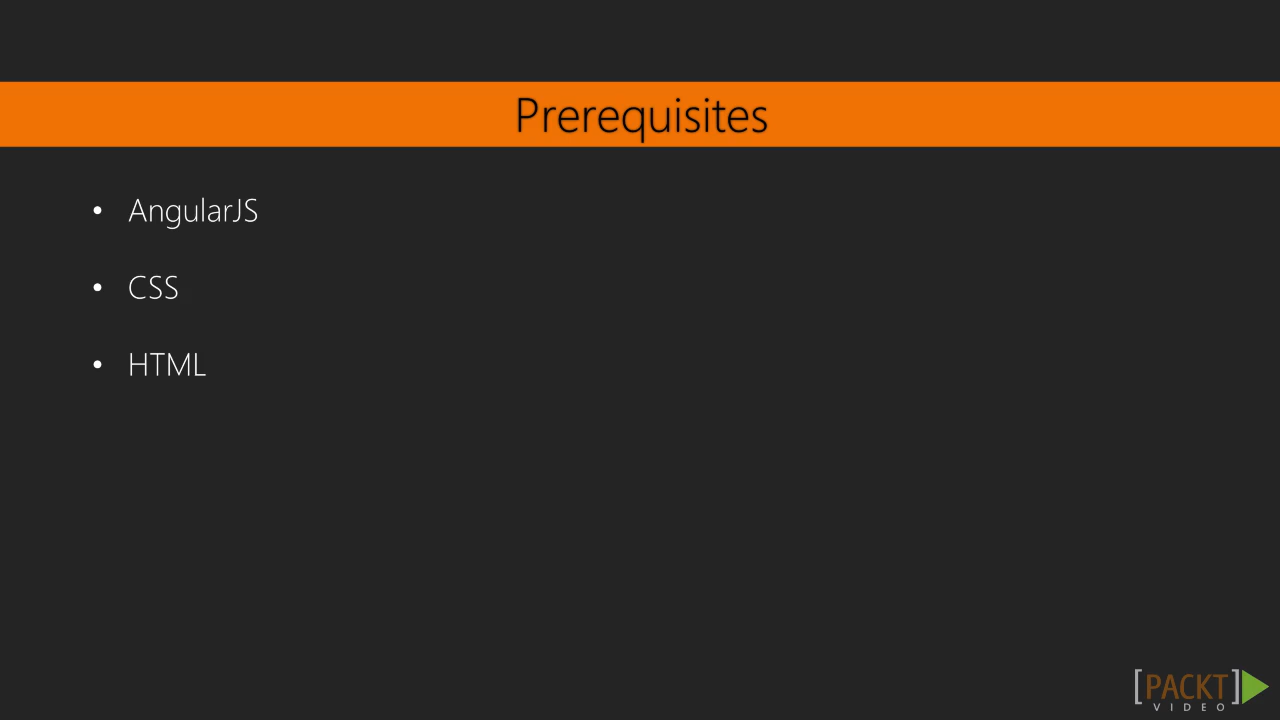 Prerequisites
• AngularJS
• CSS
• HTML
[PACKT]
VIDEO